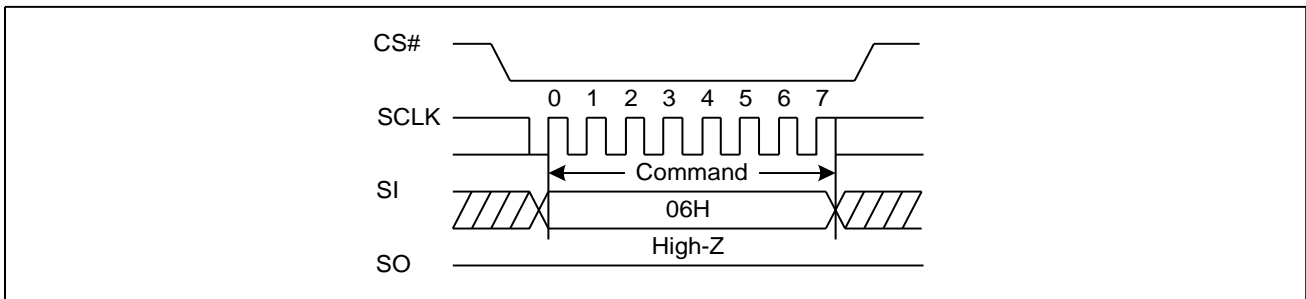 CS#
0 1 2 3 4 5 6 7
SCLK
Command
SI
06H
High-Z
SO